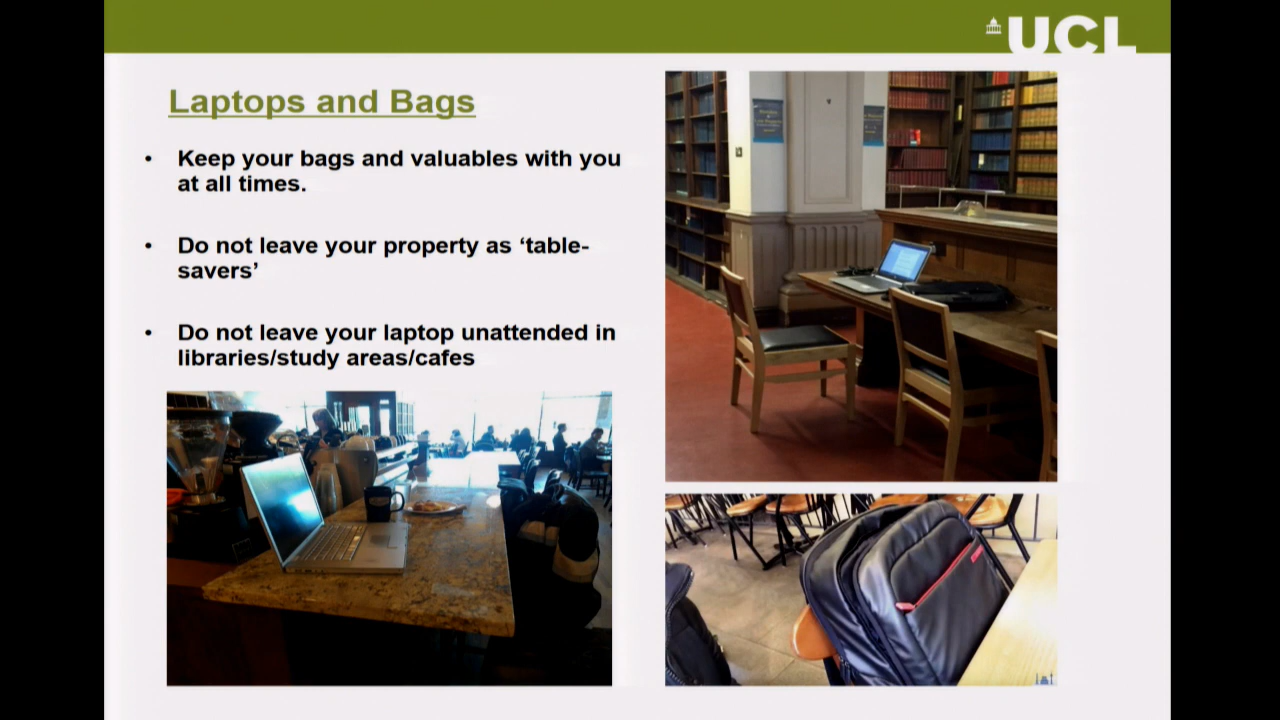 UCL
Laptops and Bags
• Keep your bags and valuables with you
at all times.
• Do not leave your property as ‘table-
savers’
• Do not leave your laptop unattended in
libraries/study areas/cafes